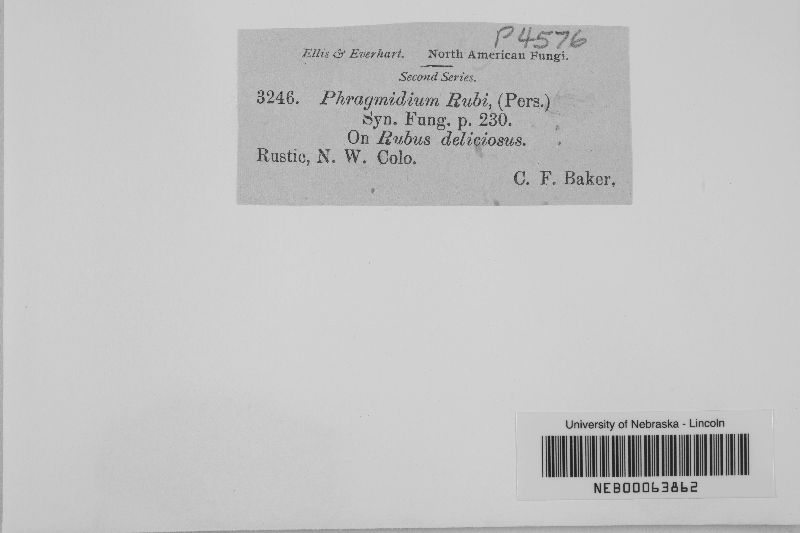 P4576
Ellis & Everhart. North American Fungi.
Second Series.
3246. Phragmidium Rubi, (Pers.)
Syn. Fung. p. 230.
On Rubus deliciosus.
Rustic, N. W. Colo.
C. F. Baker.
University of Nebraska - Lincoln
NEB00063862